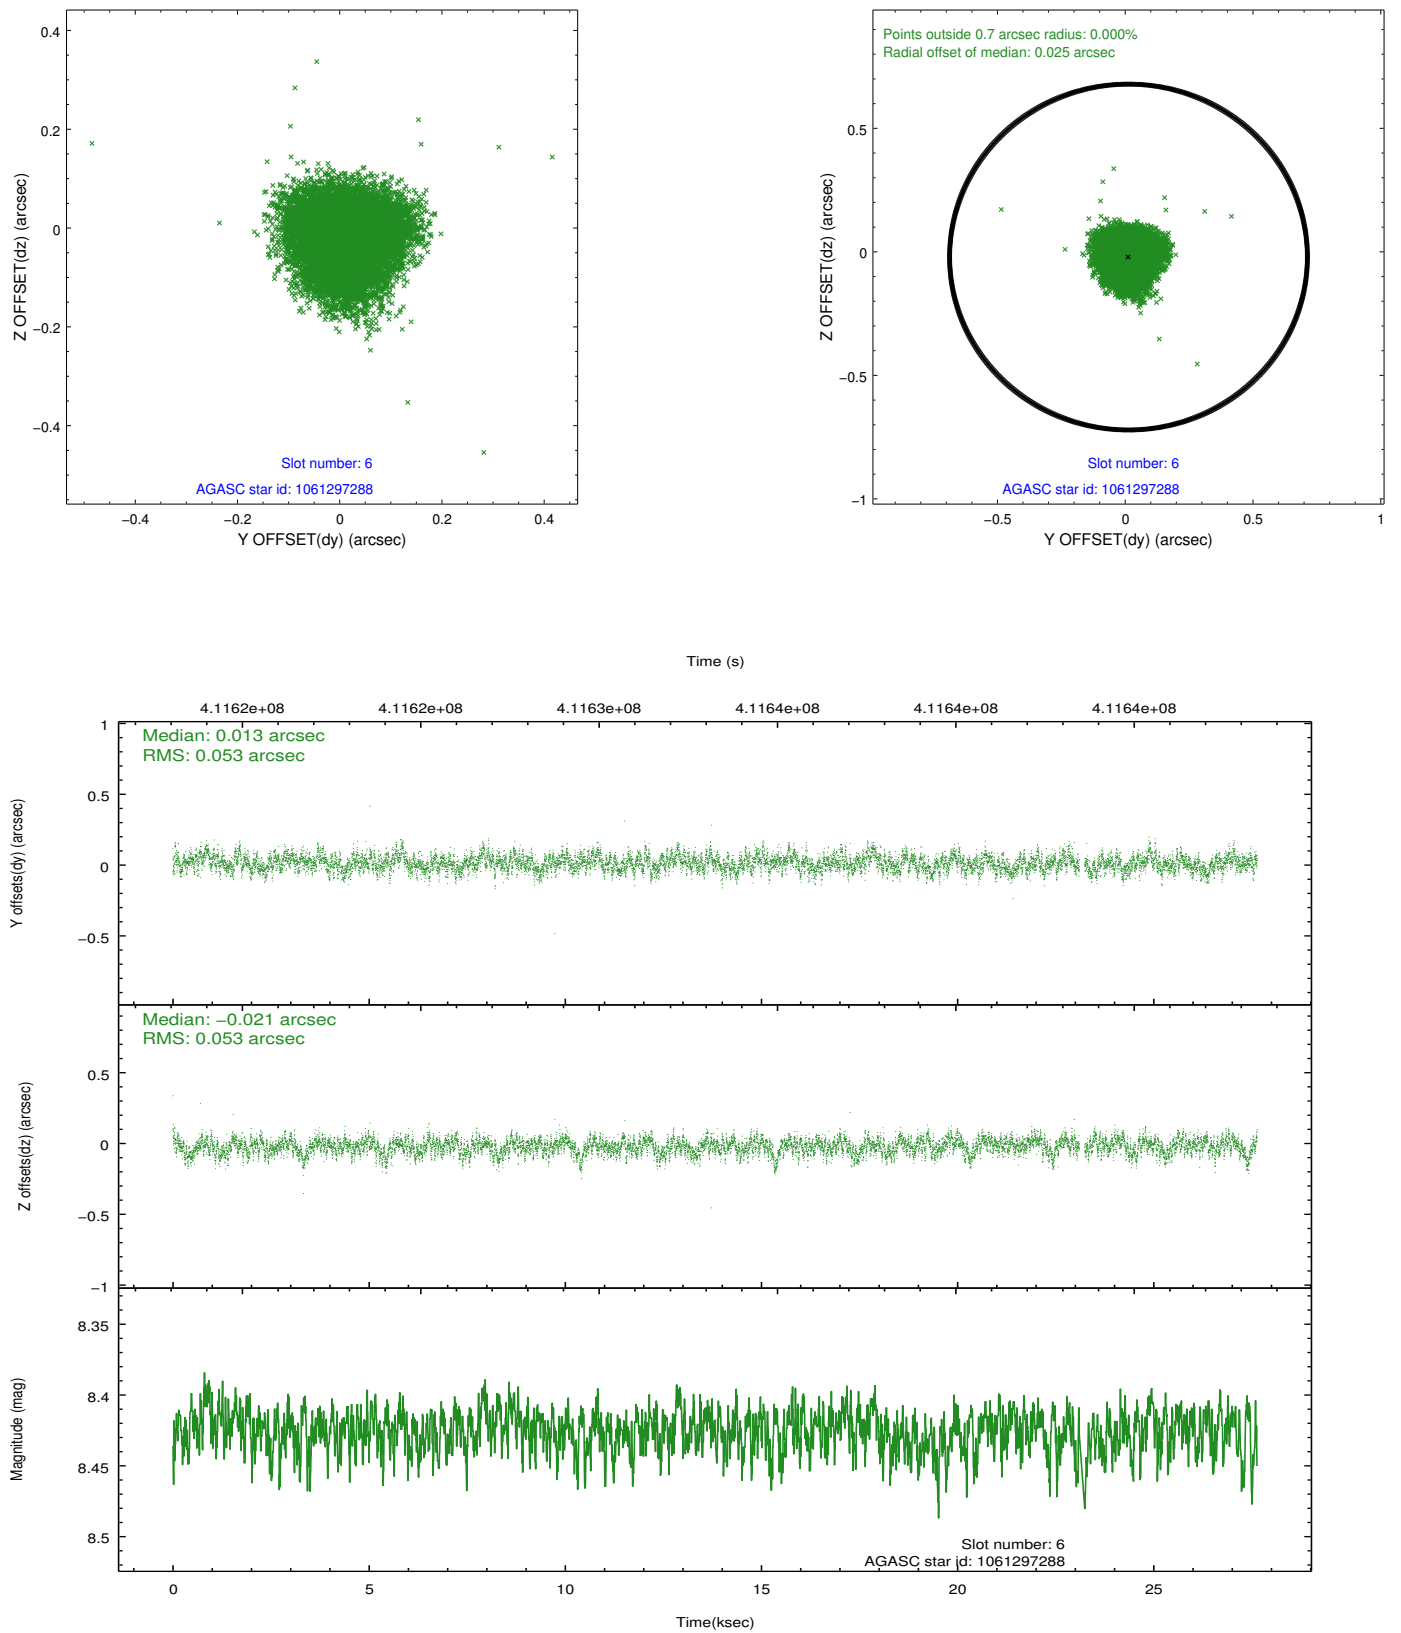 0.4
0.2
0
−0.2
−0.4
Z OFFSET(dz) (arcsec)
Slot number: 6
AGASC star id: 1061297288
−0.4 −0.2 0 0.2 0.4
Y OFFSET(dy) (arcsec)
Points outside 0.7 arcsec radius: 0.000%
Radial offset of median: 0.025 arcsec
0.5
0
−0.5
−1
Z OFFSET(dz) (arcsec)
Slot number: 6
AGASC star id: 1061297288
−0.5 0 0.5 1
Y OFFSET(dy) (arcsec)
Time (s)
4.1162e+08 4.1162e+08 4.1163e+08 4.1164e+08 4.1164e+08 4.1164e+08
Median: 0.013 arcsec
RMS: 0.053 arcsec
1
0.5
0
−0.5
Y offsets(dy) (arcsec)
Median: −0.021 arcsec
RMS: 0.053 arcsec
0.5
0
−0.5
−1
Z offsets(dz) (arcsec)
8.35
8.4
8.45
8.5
Magnitude (mag)
Slot number: 6
AGASC star id: 1061297288
0 5 10 15 20 25
Time(ksec)